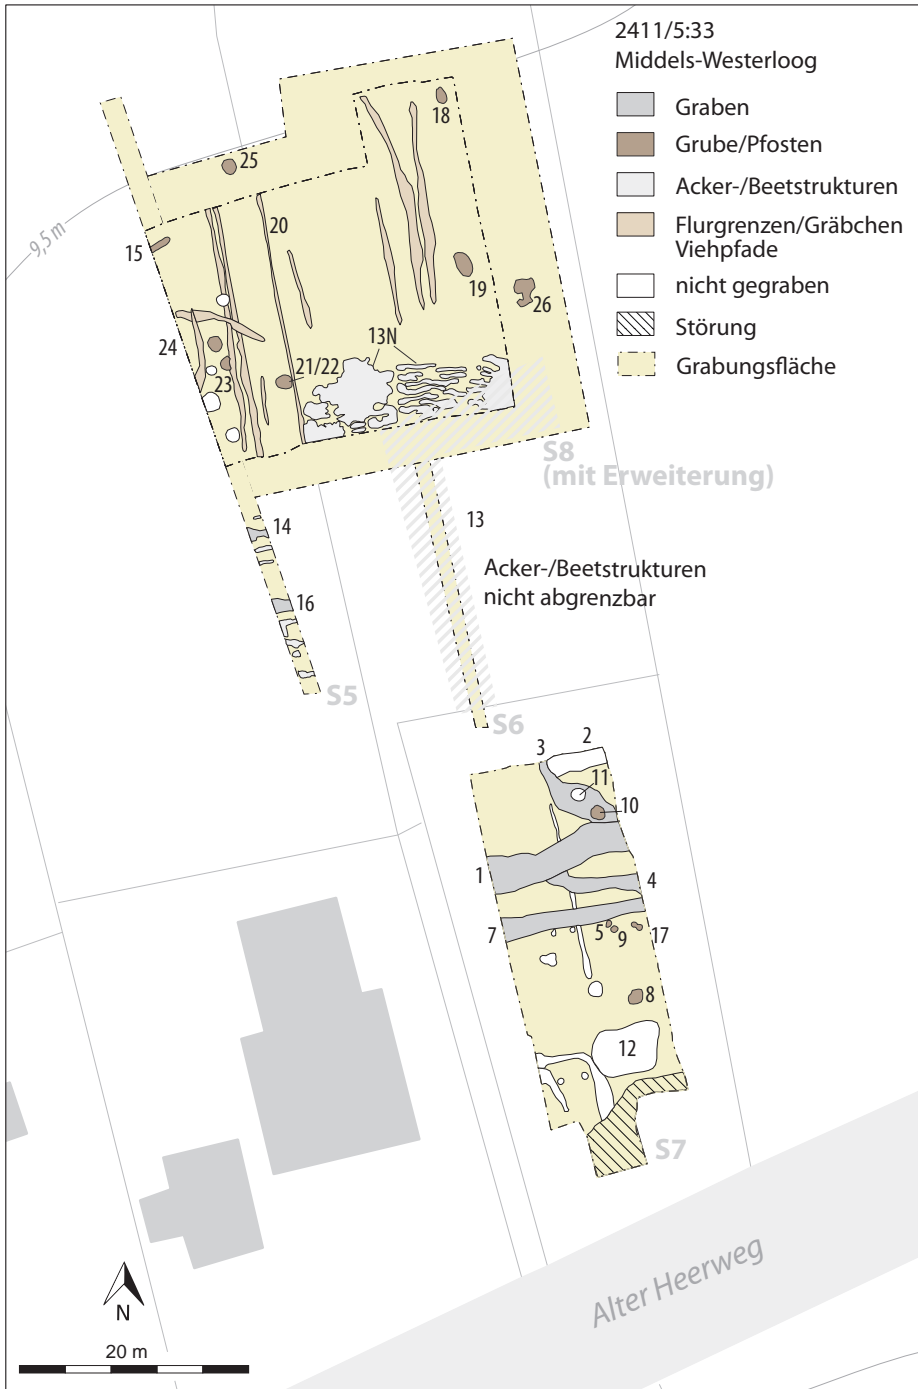 2411/5:33
Middels-Westerloog
Graben
Grube/Pfosten
Acker-/Beetstrukturen
Flurgrenzen/Gräbchen
Viehpfade
nicht gegraben
Störung
Grabungsfläche
18
25
9,5 m
20
15
19
26
24
13N
23
21/22
S8
(mit Erweiterung)
14
13
Acker-/Beetstrukturen
nicht abgrenzbar
16
S5
S6
3
2
11
10
1
4
7
5
9
17
8
12
S7
Alter Heerweg
N
20 m